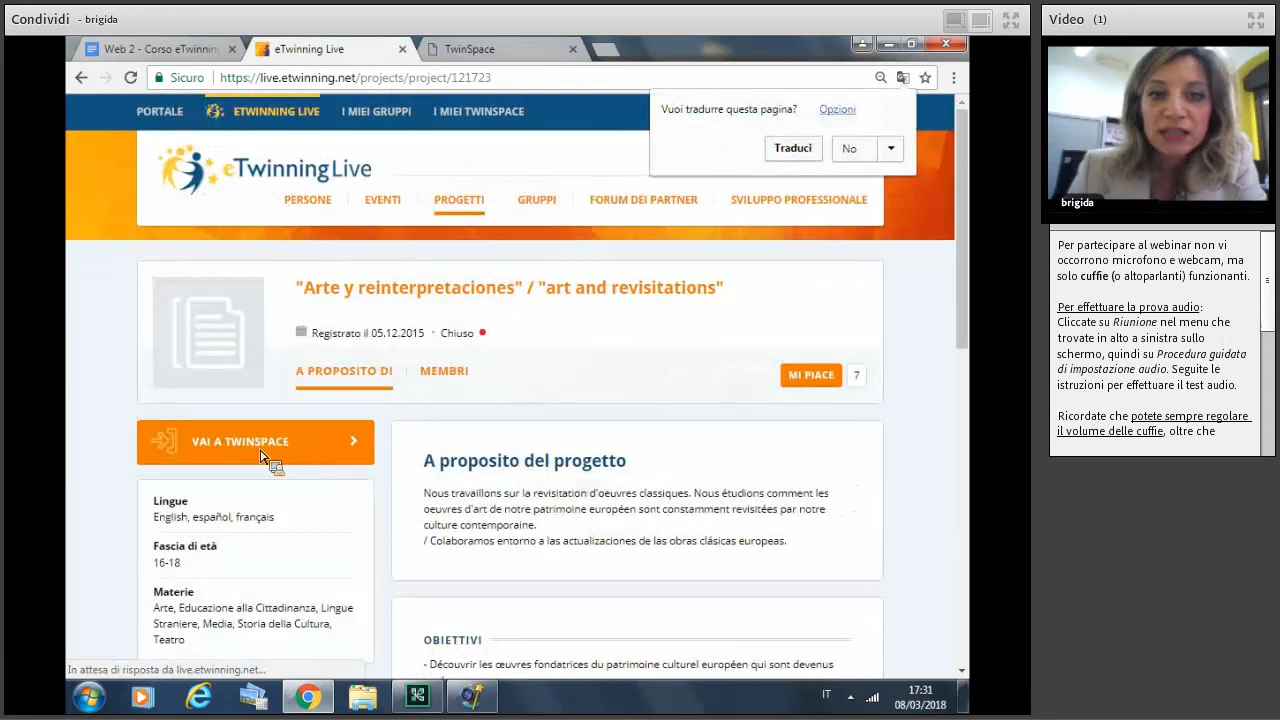 Condividi - brigida
Web 2 - Corso eTwinnin
eTwinning Live
TwinSpace
Sicuro
https://live.etwinning.net/projects/project/121723
PORTALE
ETWINNING LIVE
I MIEI GRUPPI
I MIEI TWINSPACE
Vuoi tradurre questa pagina?
Opzioni
Traduci
No
eTwinning Live
PERSONE
EVENTI
PROGETTI
GRUPPI
FORUM DEI PARTNER
SVILUPPO PROFESSIONALE
"Arte y reinterpretaciones" / "art and revisitations"
Registrato il 05.12.2015 · Chiuso
A PROPOSITO DI
MEMBRI
MI PIACE
7
VAI A TWINSPACE
Lingue
English, español, français
Fascia di età
16-18
Materie
Arte, Educazione alla Cittadinanza, Lingue
Straniere, Media, Storia della Cultura,
Teatro
A proposito del progetto
Nous travaillons sur la revisitation d'oeuvres classiques. Nous étudions comment les
oeuvres d'art de notre patrimoine européen sont constamment revisitées par notre
culture contemporaine.
/ Colaboramos entorno a las actualizaciones de las obras clásicas europeas.
OBIETTIVI
- Découvrir les œuvres fondatrices du patrimoine culturel européen qui sont devenus
In attesa di risposta da live.etwinning.net...
IT
17:31
08/03/2018
Video (1)
brigida
Per partecipare al webinar non vi
occorrono microfono e webcam, ma
solo cuffie (o altoparlanti) funzionanti.
Per effettuare la prova audio:
Cliccate su Riunione nel menu che
trovate in alto a sinistra sullo
schermo, quindi su Procedura guidata
di impostazione audio. Seguite le
istruzioni per effettuare il test audio.
Ricordate che potete sempre regolare
il volume delle cuffie, oltre che